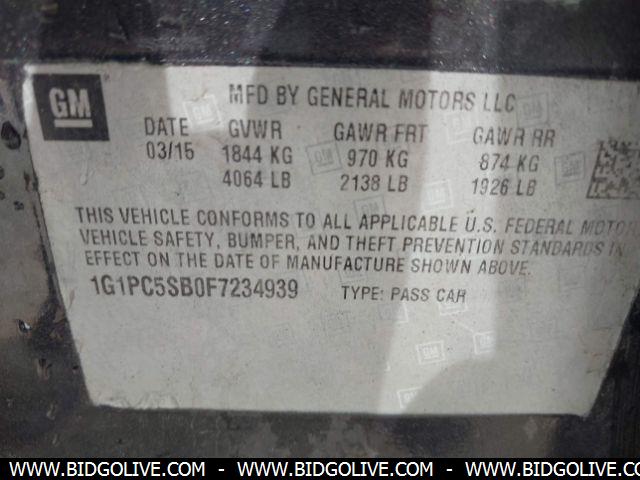 GM
MFD BY GENERAL MOTORS LLC
DATE GVWR GAWR FRT GAWR RR
03/15 1844 KG 970 KG 874 KG
4064 LB 2138 LB 1926 LB
THIS VEHICLE CONFORMS TO ALL APPLICABLE U.S. FEDERAL MOTOR
VEHICLE SAFETY, BUMPER, AND THEFT PREVENTION STANDARDS IN
EFFECT ON THE DATE OF MANUFACTURE SHOWN ABOVE.
1G1PC5SB0F7234939 TYPE: PASS CAR
WWW.BIDGOLIVE.COM - WWW.BIDGOLIVE.COM - WWW.BIDGOLIVE.COM